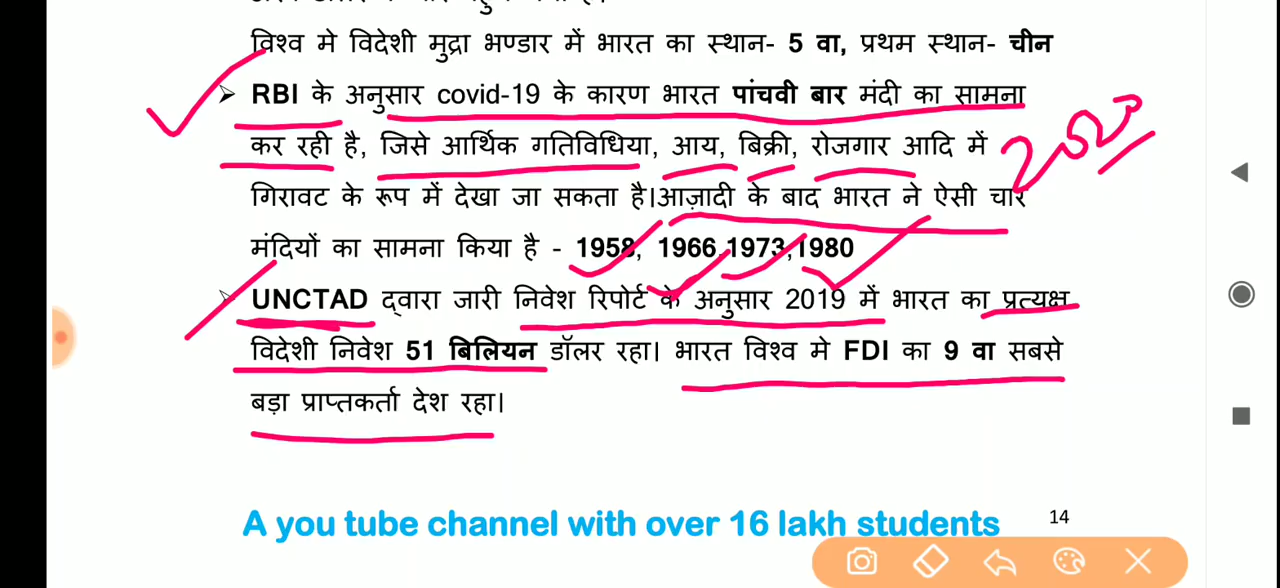 विश्व मे विदेशी मुद्रा भण्डार में भारत का स्थान- 5 वा, प्रथम स्थान- चीन
➢ RBI के अनुसार covid-19 के कारण भारत पांचवी बार मंदी का सामना
कर रही है, जिसे आर्थिक गतिविधिया, आय, बिक्री, रोजगार आदि में
2020
गिरावट के रूप में देखा जा सकता है।आज़ादी के बाद भारत ने ऐसी चार
मंदियों का सामना किया है - 1958, 1966,1973,1980
➢ UNCTAD द्वारा जारी निवेश रिपोर्ट के अनुसार 2019 में भारत का प्रत्यक्ष
विदेशी निवेश 51 बिलियन डॉलर रहा। भारत विश्व मे FDI का 9 वा सबसे
बड़ा प्राप्तकर्ता देश रहा।
A you tube channel with over 16 lakh students
14